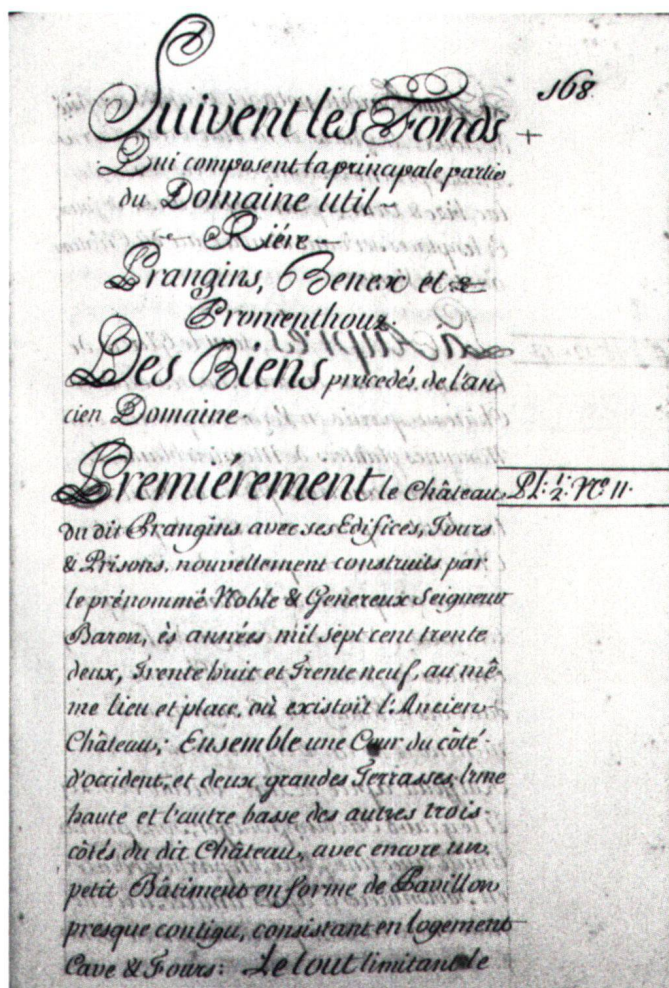 168.
Suivent les Fonds +
Qui composent la principale partie
du Domaine util
Riére
Prangins, Benex et
Promenthoux.
Des Biens procedés de l'an
cien Domaine
Premiérement le Château Pl: 1: 2: N° 11.
du dit Prangins avec ses Edifices, Tours
& Prisons, nouvellement construits par
le prénommé Noble & Genereux Seigneur
Baron, ès années mil sept cent trente
deux, Trente huit et Trente neuf, au mê-
me lieu et place, où existoit l'Ancien
Château; Ensemble une Cour du côté
d'occident, et deux grandes Terrasses l'une
haute et l'autre basse des autres trois
côtés du dit Château, avec encore un
petit Bâtiment en forme de Pavillon
presque contigu, consistant en logement
Cave & Fours: Le tout limitant de